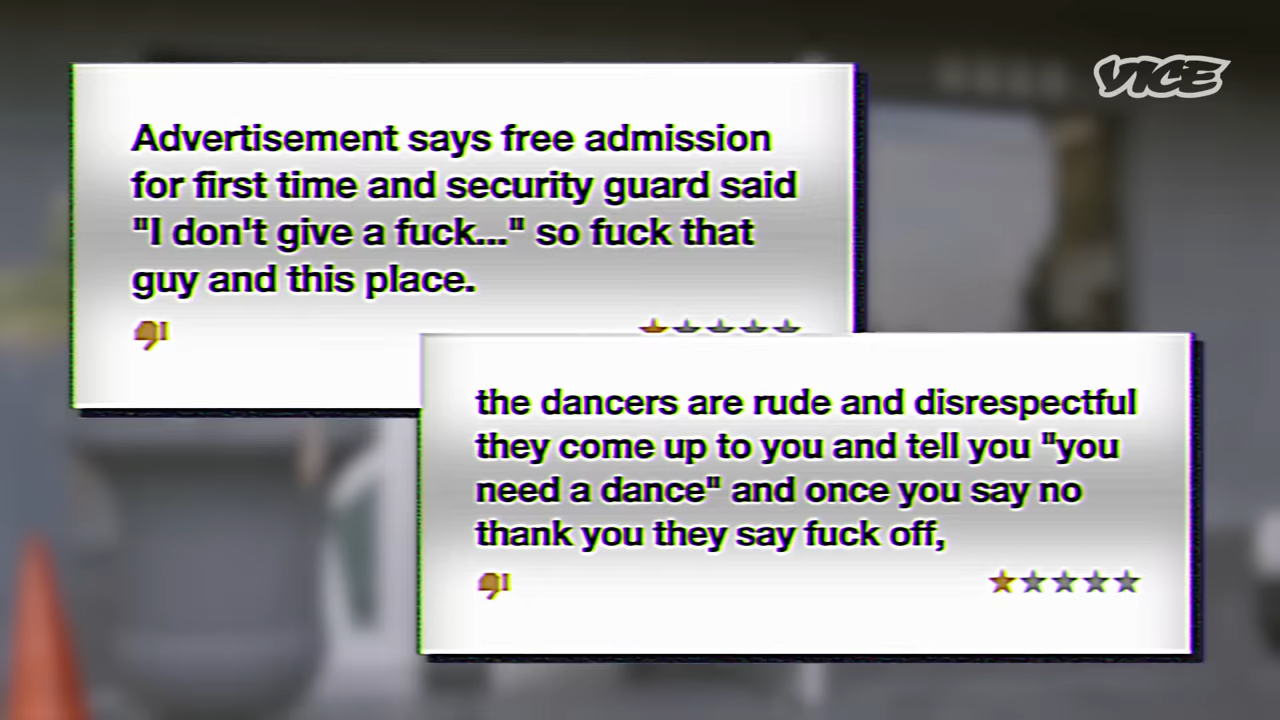 VICE
Advertisement says free admission
for first time and security guard said
"I don't give a fuck..." so fuck that
guy and this place.
the dancers are rude and disrespectful
they come up to you and tell you "you
need a dance" and once you say no
thank you they say fuck off,